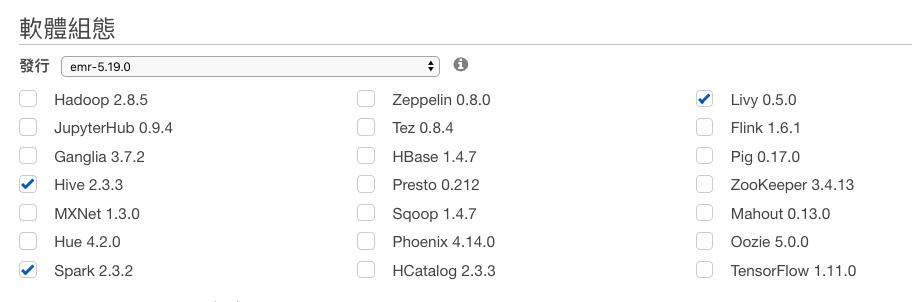 軟體組態
發行 emr-5.19.0
Hadoop 2.8.5 Zeppelin 0.8.0 Livy 0.5.0
JupyterHub 0.9.4 Tez 0.8.4 Flink 1.6.1
Ganglia 3.7.2 HBase 1.4.7 Pig 0.17.0
Hive 2.3.3 Presto 0.212 ZooKeeper 3.4.13
MXNet 1.3.0 Sqoop 1.4.7 Mahout 0.13.0
Hue 4.2.0 Phoenix 4.14.0 Oozie 5.0.0
Spark 2.3.2 HCatalog 2.3.3 TensorFlow 1.11.0